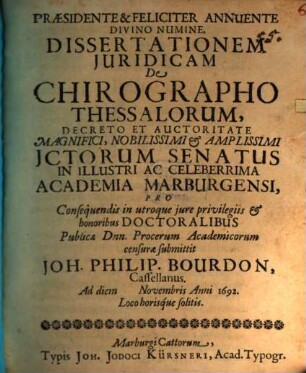 PRÆSIDENTE & FELICITER ANNUENTE
DIVINO NUMINE.
DISSERTATIONEM
JURIDICAM
De
CHIROGRAPHO
THESSALORUM,
DECRETO ET AUCTORITATE
MAGNIFICI, NOBILISSIMI & AMPLISSIMI
JCTORUM SENATUS
IN ILLUSTRI AC CELEBERRIMA
ACADEMIA MARBURGENSI,
PRO
Consequendis in utroque jure privilegiis &
honoribus DOCTORALIBUS
Publicæ Dnn. Procerum Academicorum
censuræ submittit
JOH. PHILIP. BOURDON,
Cassellanus.
Ad diem Novembris Anni 1692.
Loco horisque solitis.
Marburgi Cattorum,
Typis JOH. JODOCI KÜRSNERI, Acad. Typogr.